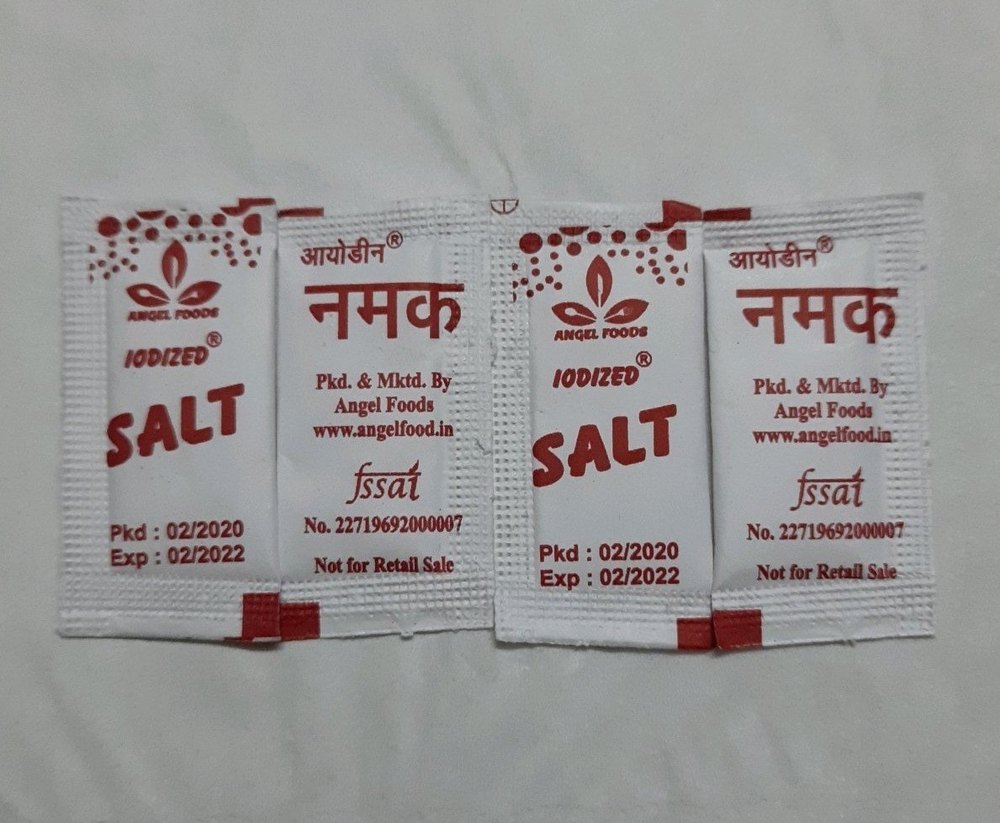 ANGEL FOODS
IODIZED®
SALT
Pkd : 02/2020
Exp : 02/2022
आयोडीन®
नमक
Pkd. & Mktd. By
Angel Foods
www.angelfood.in
fssai
No. 22719692000007
Not for Retail Sale
ANGEL FOODS
IODIZED®
SALT
Pkd : 02/2020
Exp : 02/2022
आयोडीन®
नमक
Pkd. & Mktd. By
Angel Foods
www.angelfood.in
fssai
No. 22719692000007
Not for Retail Sale